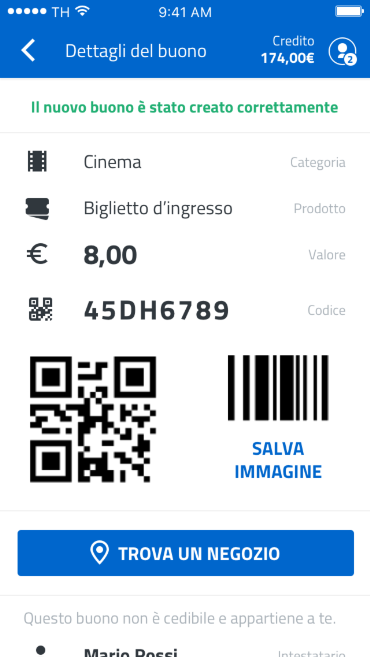 TH 9:41 AM
Dettagli del buono
Credito
174,00€
2
Il nuovo buono è stato creato correttamente
Cinema Categoria
Biglietto d'ingresso Prodotto
€ 8,00 Valore
45DH6789 Codice
SALVA
IMMAGINE
TROVA UN NEGOZIO
Questo buono non è cedibile e appartiene a te.
Mario Rossi Intestatario